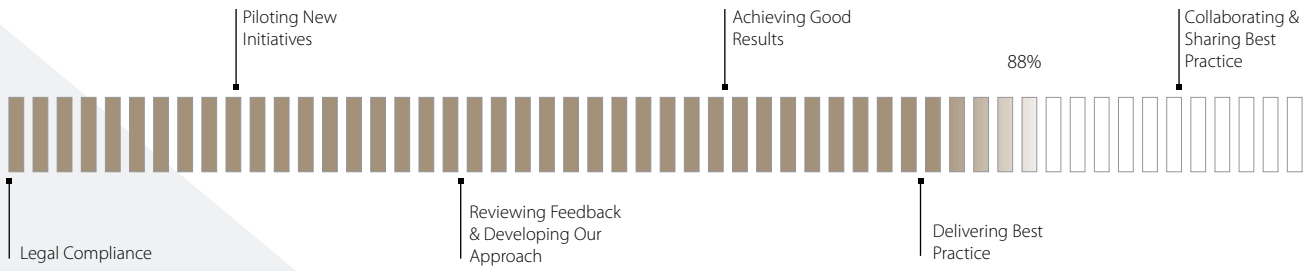 Piloting New
Initiatives
Achieving Good
Results
88%
Collaborating &
Sharing Best
Practice
Legal Compliance
Reviewing Feedback
& Developing Our
Approach
Delivering Best
Practice